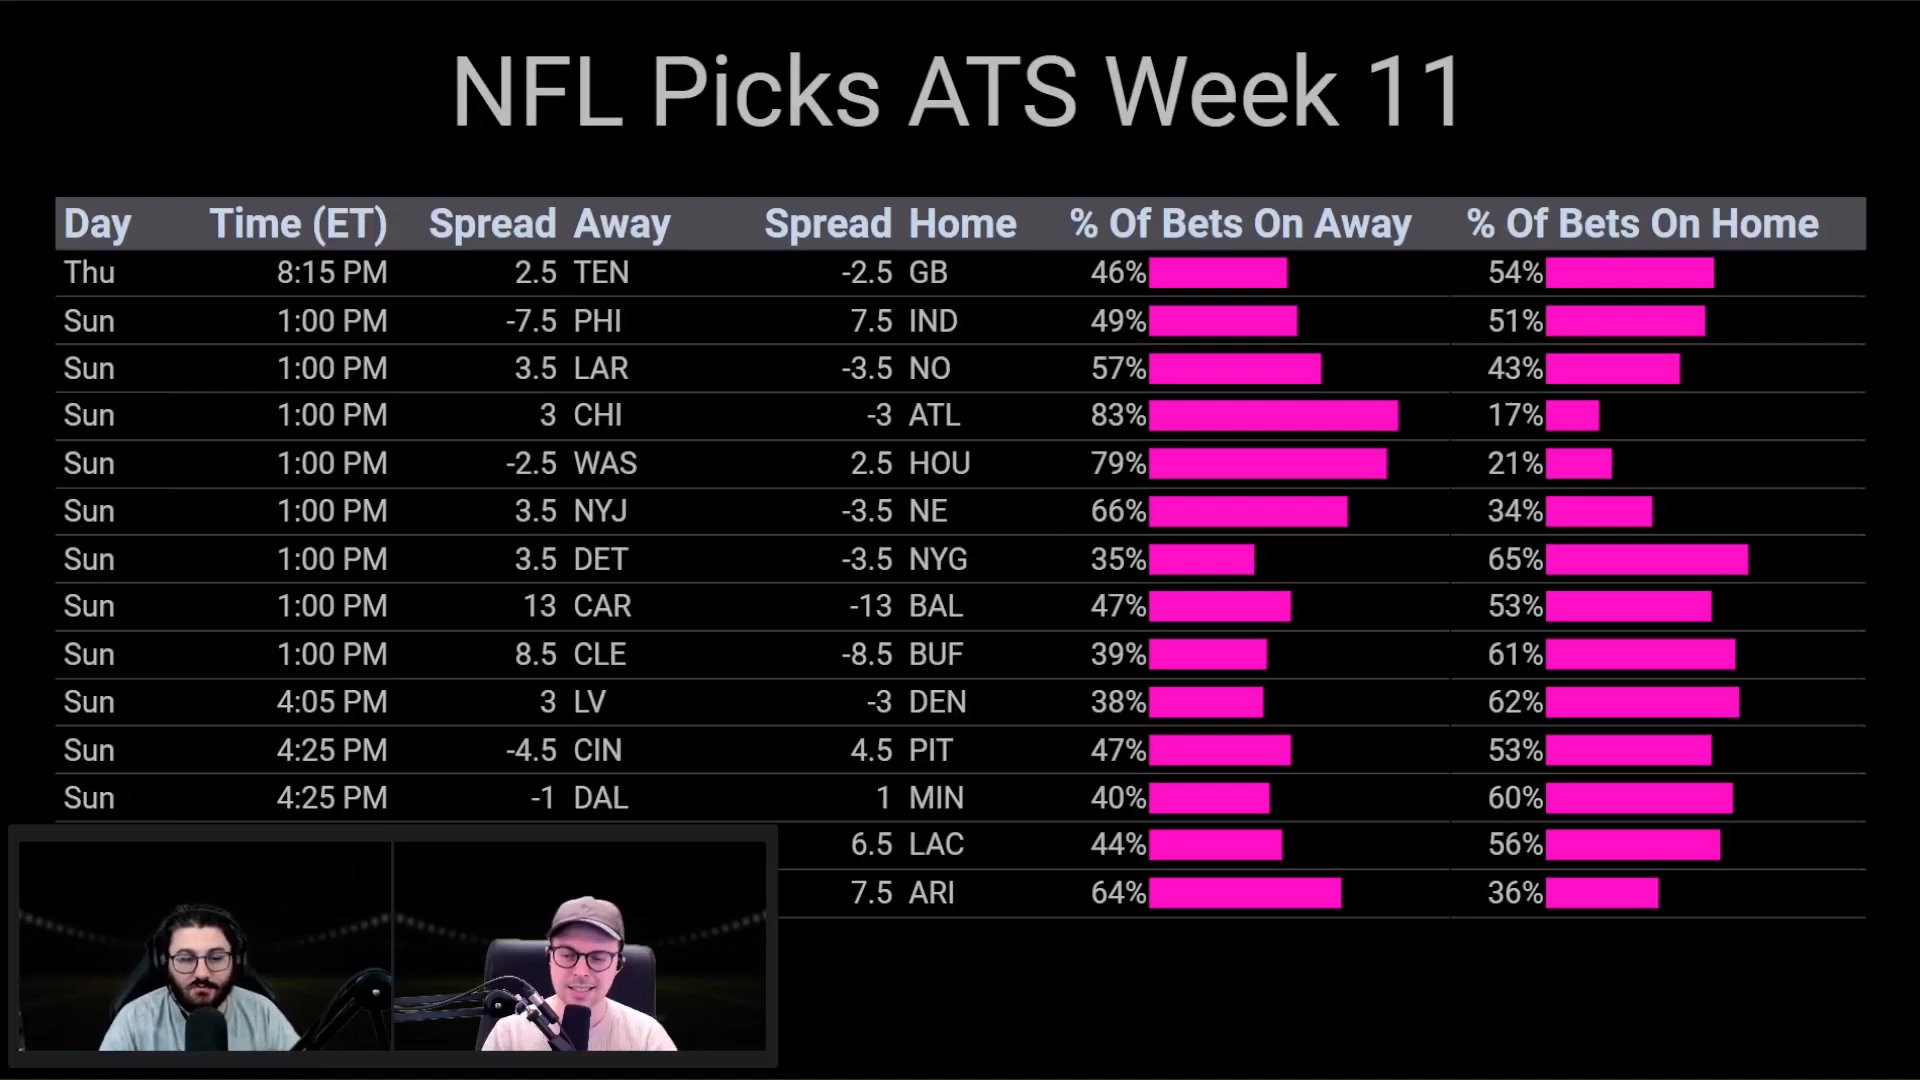 NFL Picks ATS Week 11
Day Time (ET) Spread Away Spread Home % Of Bets On Away % Of Bets On Home
Thu 8:15 PM 2.5 TEN -2.5 GB 46% 54%
Sun 1:00 PM -7.5 PHI 7.5 IND 49% 51%
Sun 1:00 PM 3.5 LAR -3.5 NO 57% 43%
Sun 1:00 PM 3 CHI -3 ATL 83% 17%
Sun 1:00 PM -2.5 WAS 2.5 HOU 79% 21%
Sun 1:00 PM 3.5 NYJ -3.5 NE 66% 34%
Sun 1:00 PM 3.5 DET -3.5 NYG 35% 65%
Sun 1:00 PM 13 CAR -13 BAL 47% 53%
Sun 1:00 PM 8.5 CLE -8.5 BUF 39% 61%
Sun 4:05 PM 3 LV -3 DEN 38% 62%
Sun 4:25 PM -4.5 CIN 4.5 PIT 47% 53%
Sun 4:25 PM -1 DAL 1 MIN 40% 60%
6.5 LAC 44% 56%
7.5 ARI 64% 36%